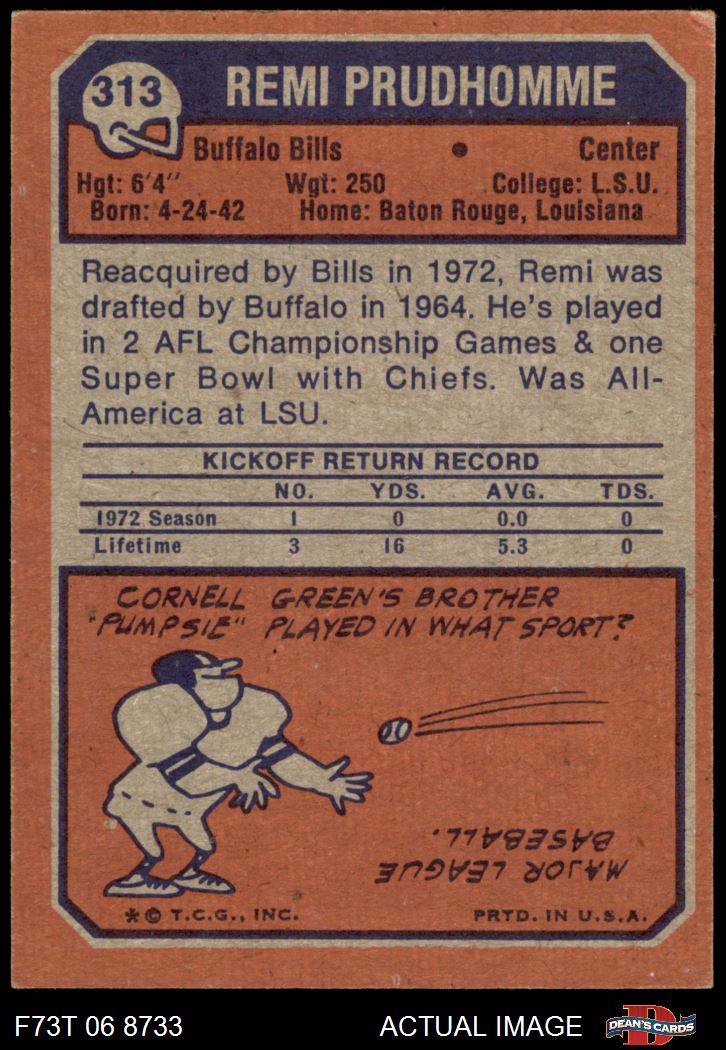 313
REMI PRUDHOMME
Buffalo Bills • Center
Hgt: 6'4" Wgt: 250 College: L.S.U.
Born: 4-24-42 Home: Baton Rouge, Louisiana
Reacquired by Bills in 1972, Remi was
drafted by Buffalo in 1964. He's played
in 2 AFL Championship Games & one
Super Bowl with Chiefs. Was All-
America at LSU.
KICKOFF RETURN RECORD
NO. YDS. AVG. TDS.
1972 Season 1 0 0.0 0
Lifetime 3 16 5.3 0
CORNELL GREEN'S BROTHER
"PUMPSIE" PLAYED IN WHAT SPORT?
MAJOR LEAGUE
BASEBALL.
* © T.C.G., INC. PRTD. IN U.S.A.
F73T 06 8733 ACTUAL IMAGE
D
DEAN'S CARDS